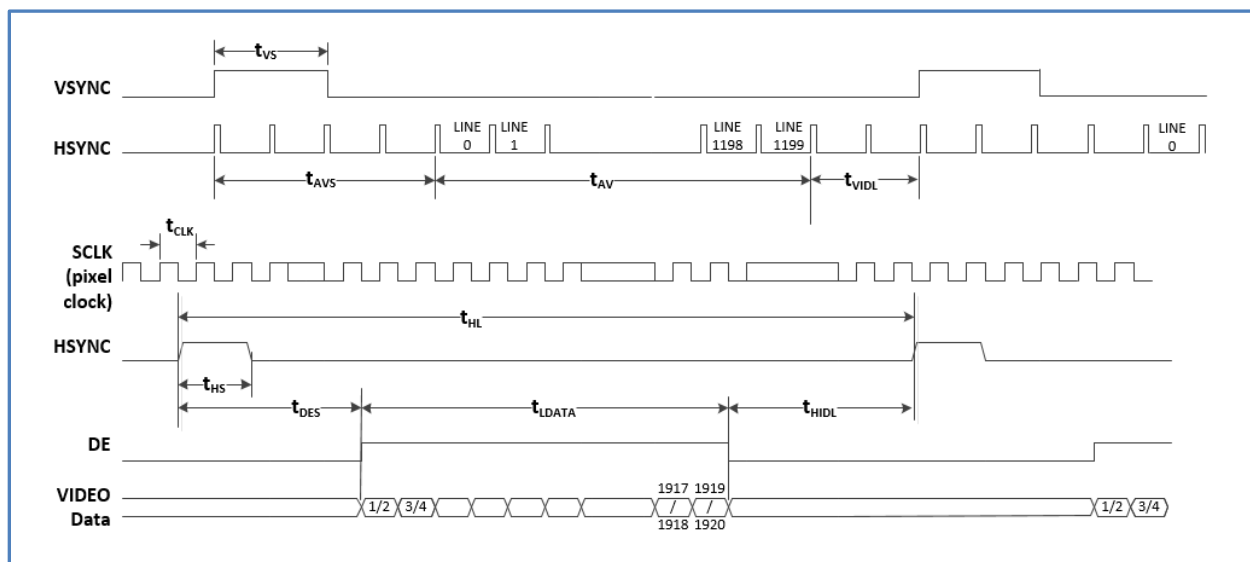 tVS
VSYNC
HSYNC
LINE 0
LINE 1
LINE 1198
LINE 1199
LINE 0
tAVS
tAV
tVIDL
tCLK
SCLK
(pixel
clock)
tHL
HSYNC
tHS
tDES
tLDATA
tHIDL
DE
VIDEO
Data
1/2
3/4
1917
/
1918
1919
/
1920
1/2
3/4